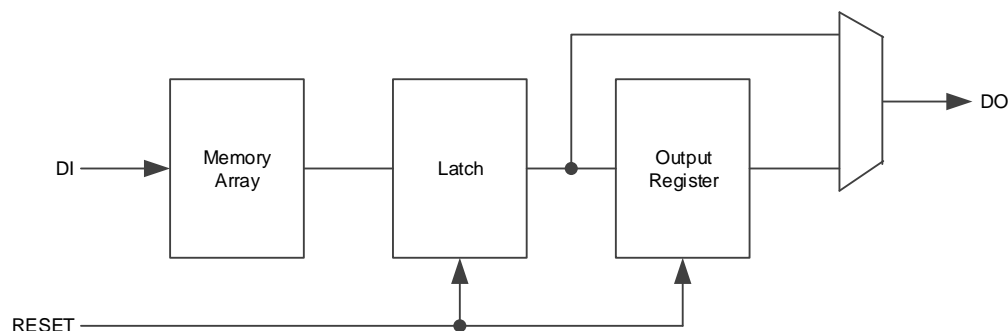 DI
Memory
Array
Latch
Output
Register
DO
RESET